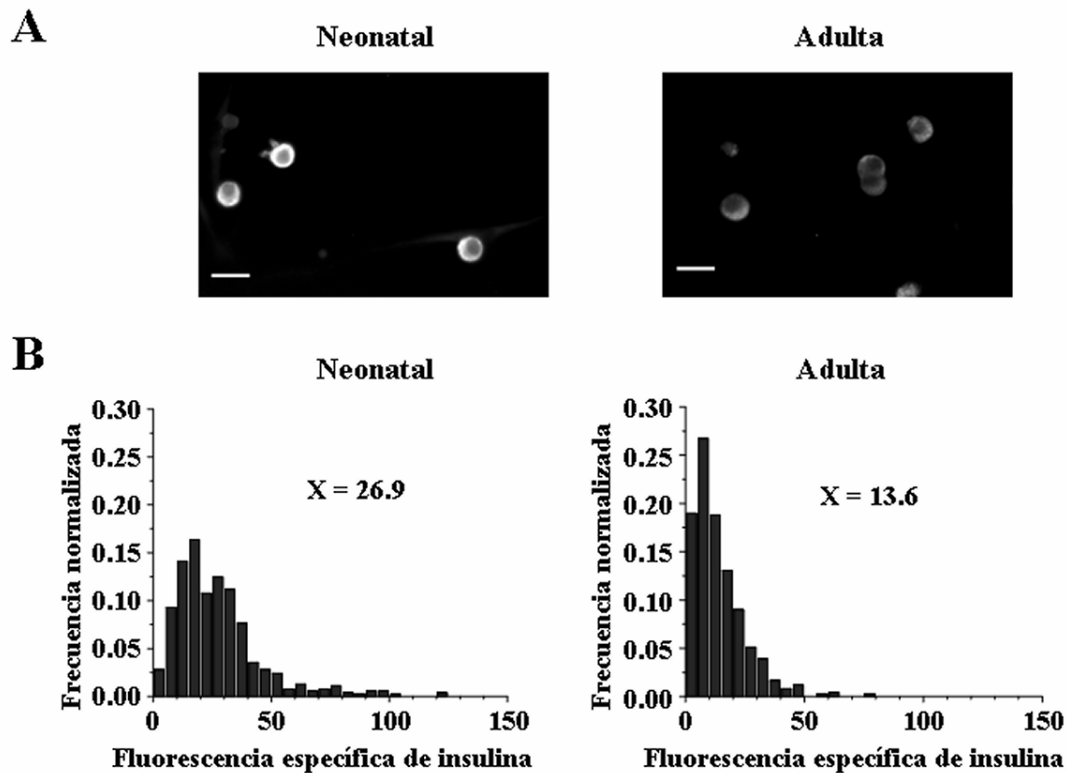 A
Neonatal
Adulta
B
Neonatal
Adulta
Frecuencia normalizada
0.30
0.25
0.20
0.15
0.10
0.05
0.00
X = 26.9
0 50 100 150
Fluorescencia específica de insulina
Frecuencia normalizada
0.30
0.25
0.20
0.15
0.10
0.05
0.00
X = 13.6
0 50 100 150
Fluorescencia específica de insulina